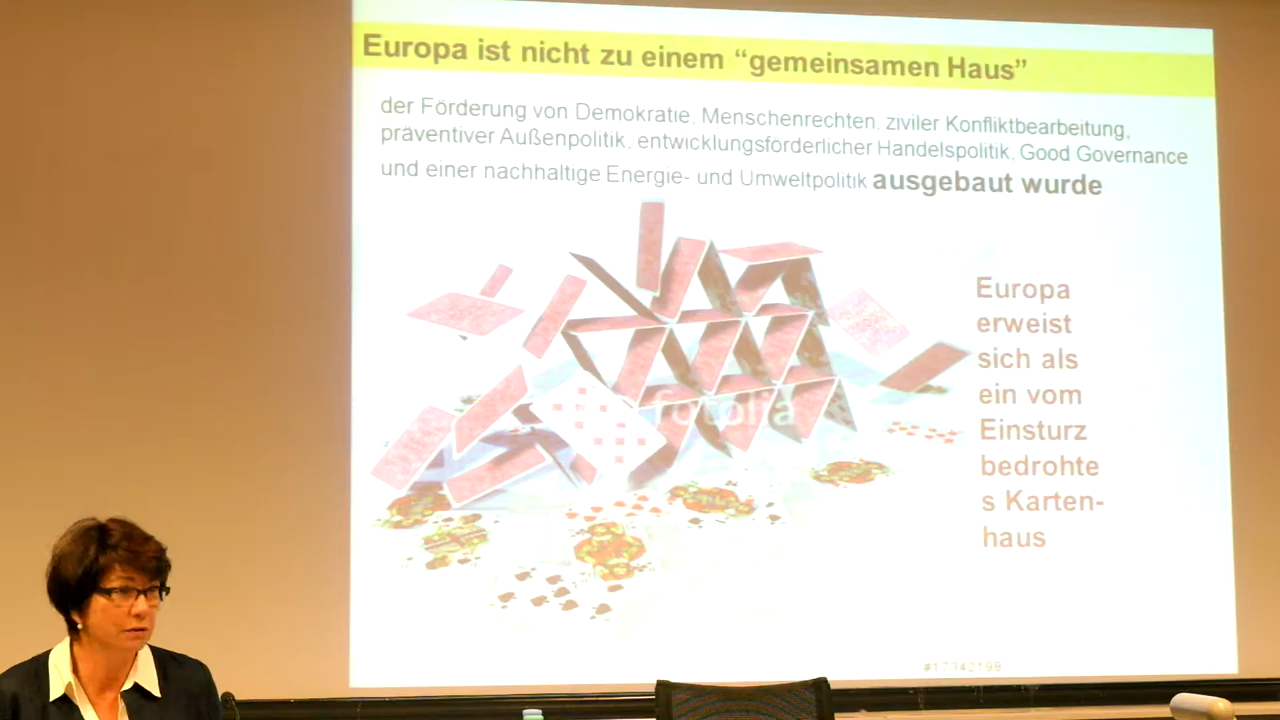 Europa ist nicht zu einem “gemeinsamen Haus”
der Förderung von Demokratie, Menschenrechten, ziviler Konfliktbearbeitung,
präventiver Außenpolitik, entwicklungsförderlicher Handelspolitik, Good Governance
und einer nachhaltige Energie- und Umweltpolitik ausgebaut wurde
Europa
erweist
sich als
ein vom
Einsturz
bedrohte
s Karten-
haus
fotolia
#17342198